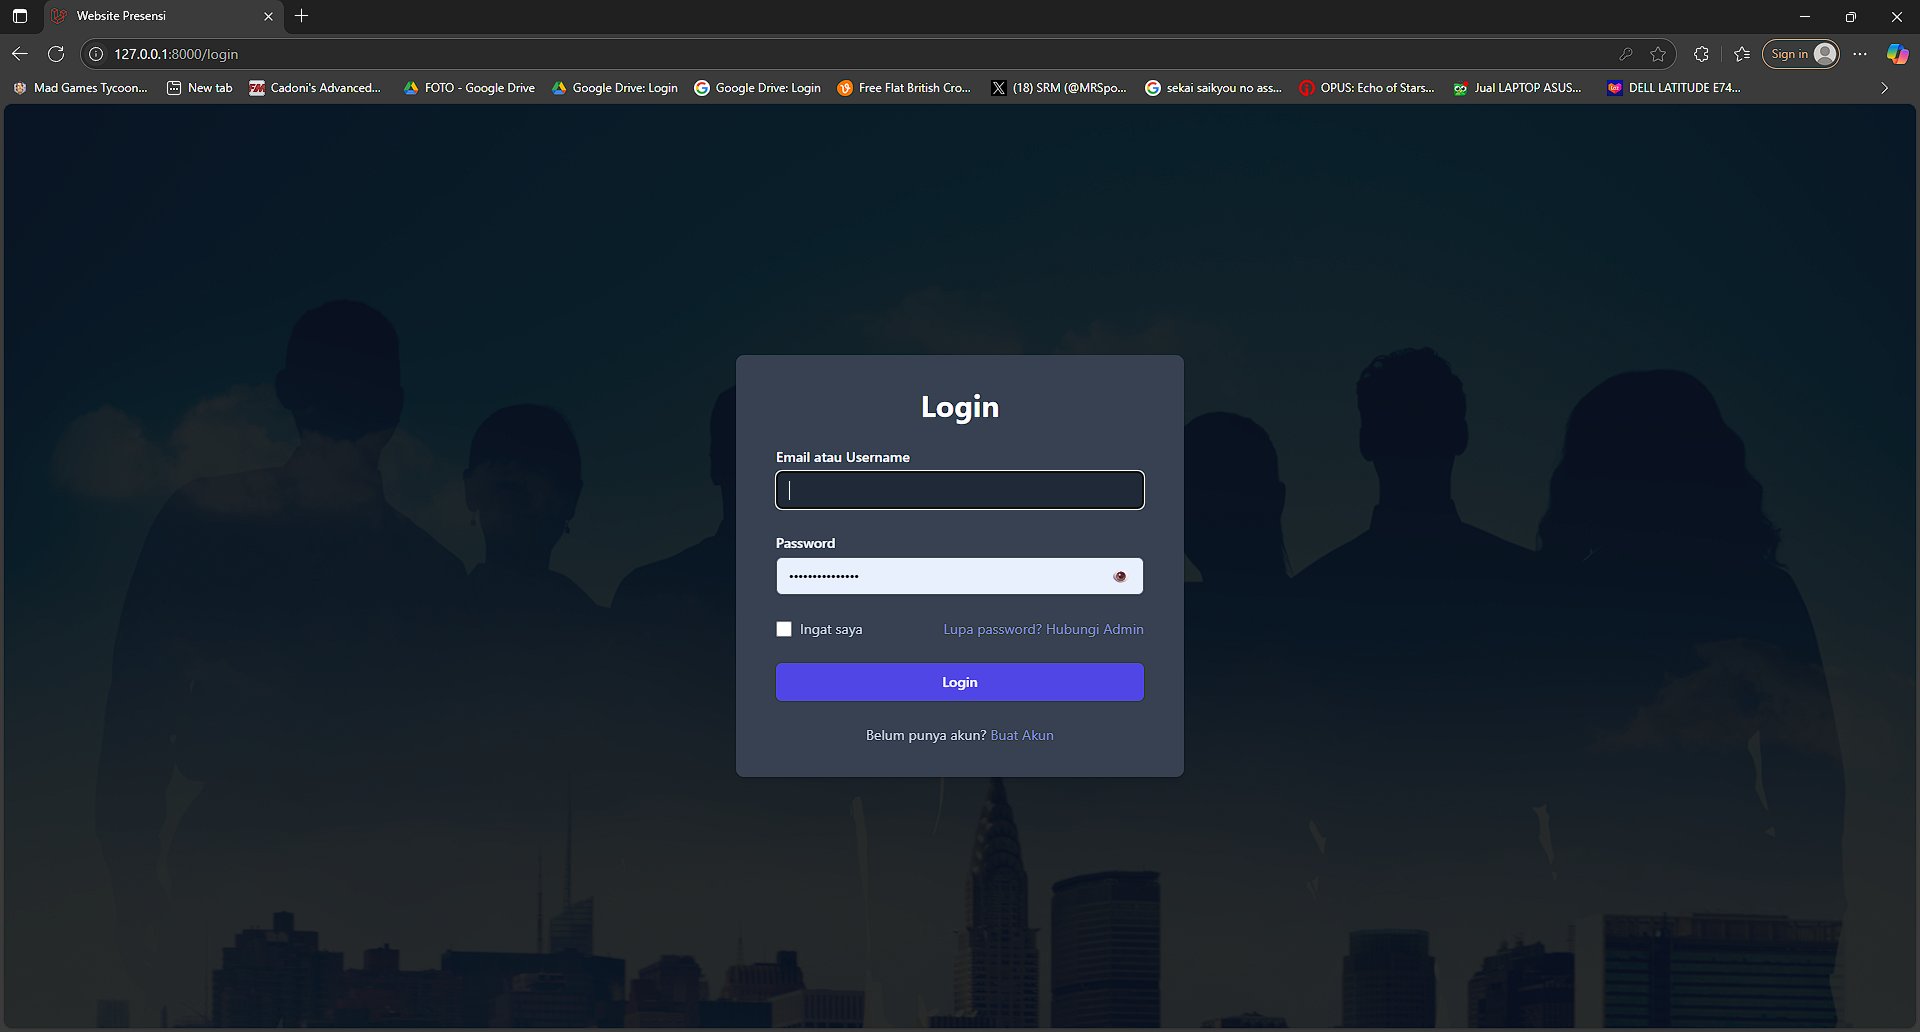 Website Presensi
127.0.0.1:8000/login
Sign in
Mad Games Tycoon... New tab Cadoni's Advanced... FOTO - Google Drive Google Drive: Login Google Drive: Login Free Flat British Cro... (18) SRM (@MRSpo... sekai saikyou no ass... OPUS: Echo of Stars... Jual LAPTOP ASUS... DELL LATITUDE E74...
Login
Email atau Username
Password
•••••••••••••••
Ingat saya Lupa password? Hubungi Admin
Login
Belum punya akun? Buat Akun